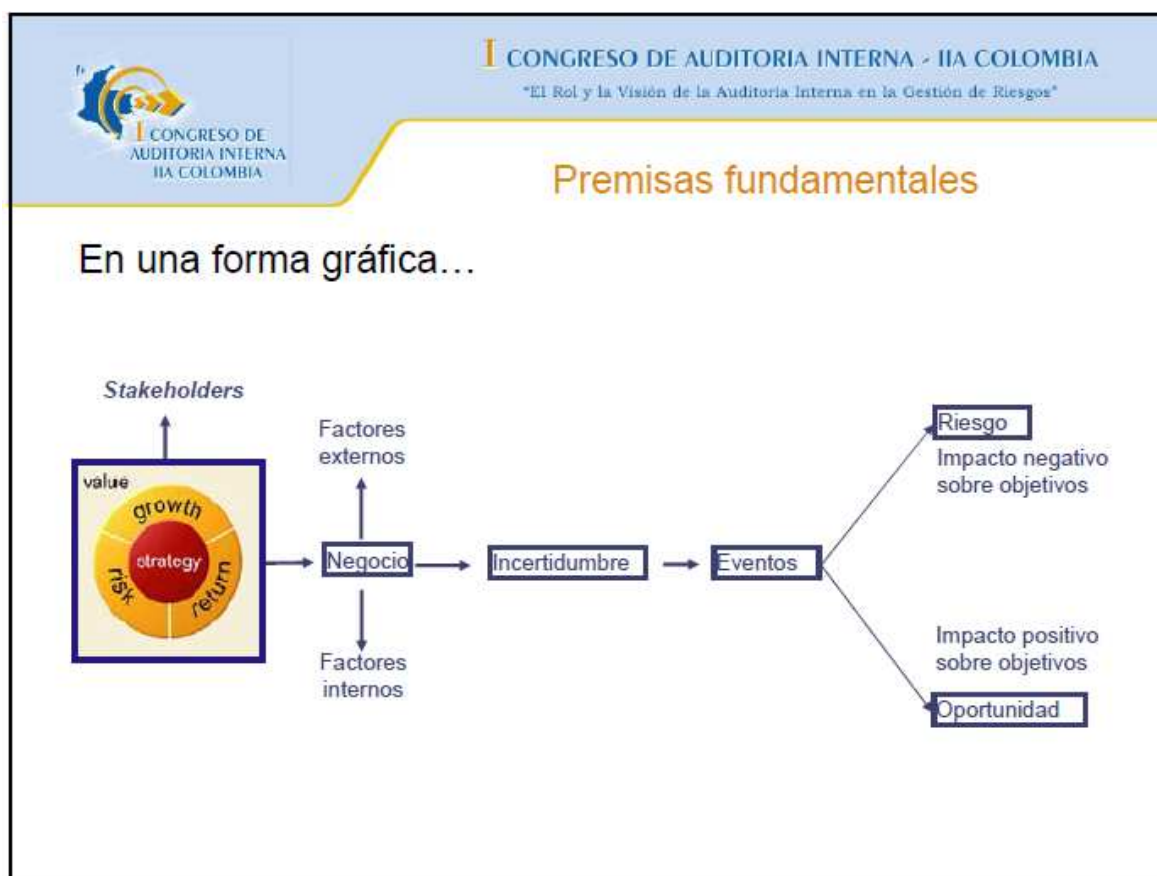 I CONGRESO DE
AUDITORIA INTERNA
IIA COLOMBIA
I CONGRESO DE AUDITORIA INTERNA - IIA COLOMBIA
"El Rol y la Visión de la Auditoria Interna en la Gestión de Riesgos"
Premisas fundamentales
En una forma gráfica…
Stakeholders
value
growth
strategy
risk
return
Factores
externos
Negocio
Factores
internos
Incertidumbre
Eventos
Riesgo
Impacto negativo
sobre objetivos
Impacto positivo
sobre objetivos
Oportunidad